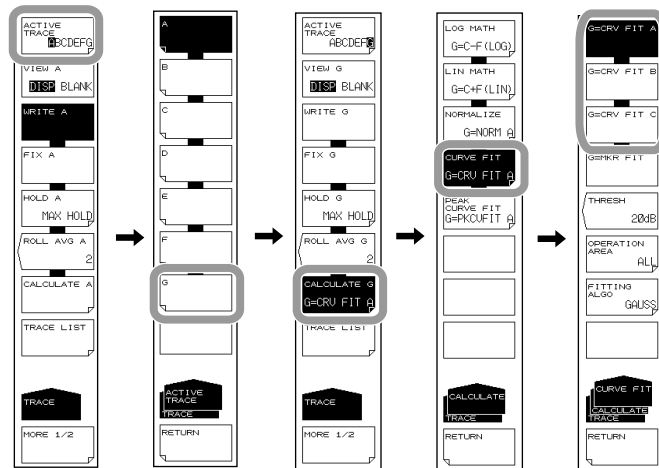 ACTIVE
TRACE
ABCDEFG
VIEW A
DISP BLANK
WRITE A
FIX A
HOLD A
MAX HOLD
ROLL AVG A
2
CALCULATE A
TRACE LIST
TRACE
MORE 1/2
A
B
C
D
E
F
G
ACTIVE
TRACE
TRACE
RETURN
ACTIVE
TRACE
ABCDEFG
VIEW G
DISP BLANK
WRITE G
FIX G
HOLD G
MAX HOLD
ROLL AVG G
2
CALCULATE G
G=CRV FIT A
TRACE LIST
TRACE
MORE 1/2
LOG MATH
G=C-F(LOG)
LIN MATH
G=C+F(LIN)
NORMALIZE
G=NORM A
CURVE FIT
G=CRV FIT A
PEAK
CURVE FIT
G=PKCVFIT A
CALCULATE
TRACE
RETURN
G=CRV FIT A
G=CRV FIT B
G=CRV FIT C
G=MKR FIT
THRESH
20dB
OPERATION
AREA
ALL
FITTING
ALGO
GAUSS
CURVE FIT
CALCULATE
TRACE
RETURN